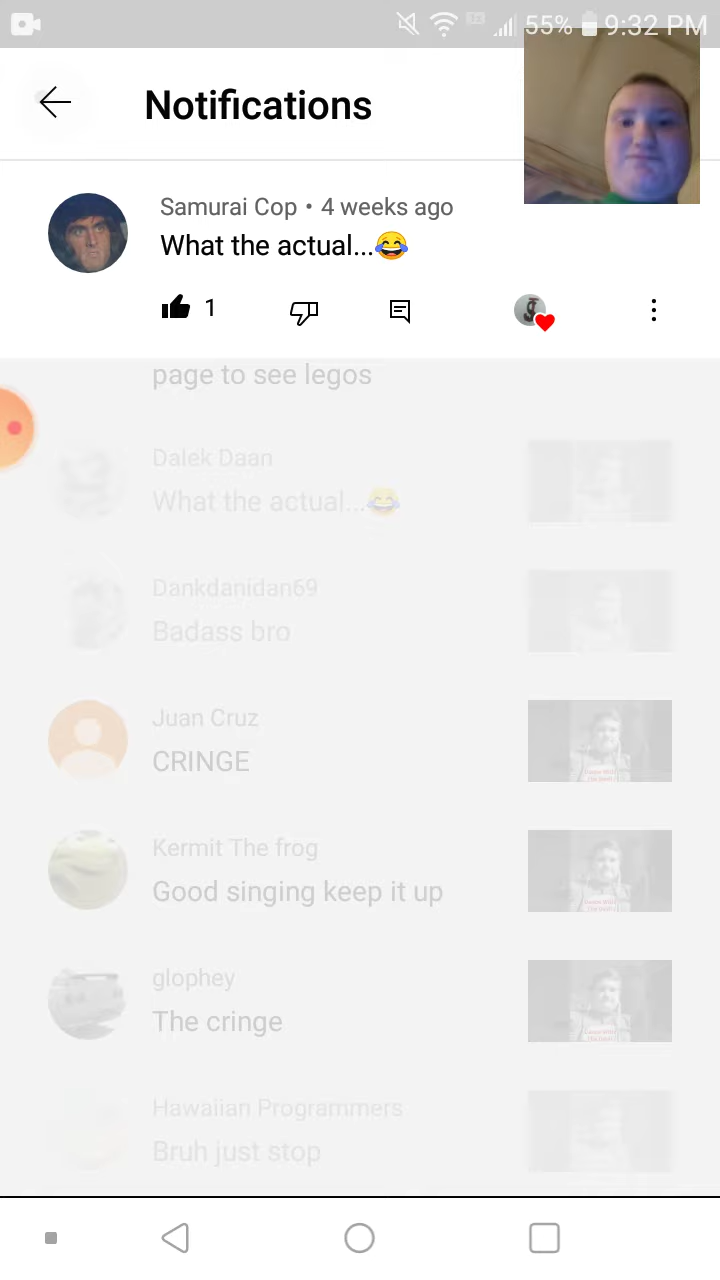 55% 9:32 PM
Notifications
Samurai Cop • 4 weeks ago
What the actual...😂
1
page to see legos
Dalek Daan
What the actual...😂
Dankdanidan69
Badass bro
Juan Cruz
CRINGE
Kermit The frog
Good singing keep it up
glophey
The cringe
Hawaiian Programmers
Bruh just stop